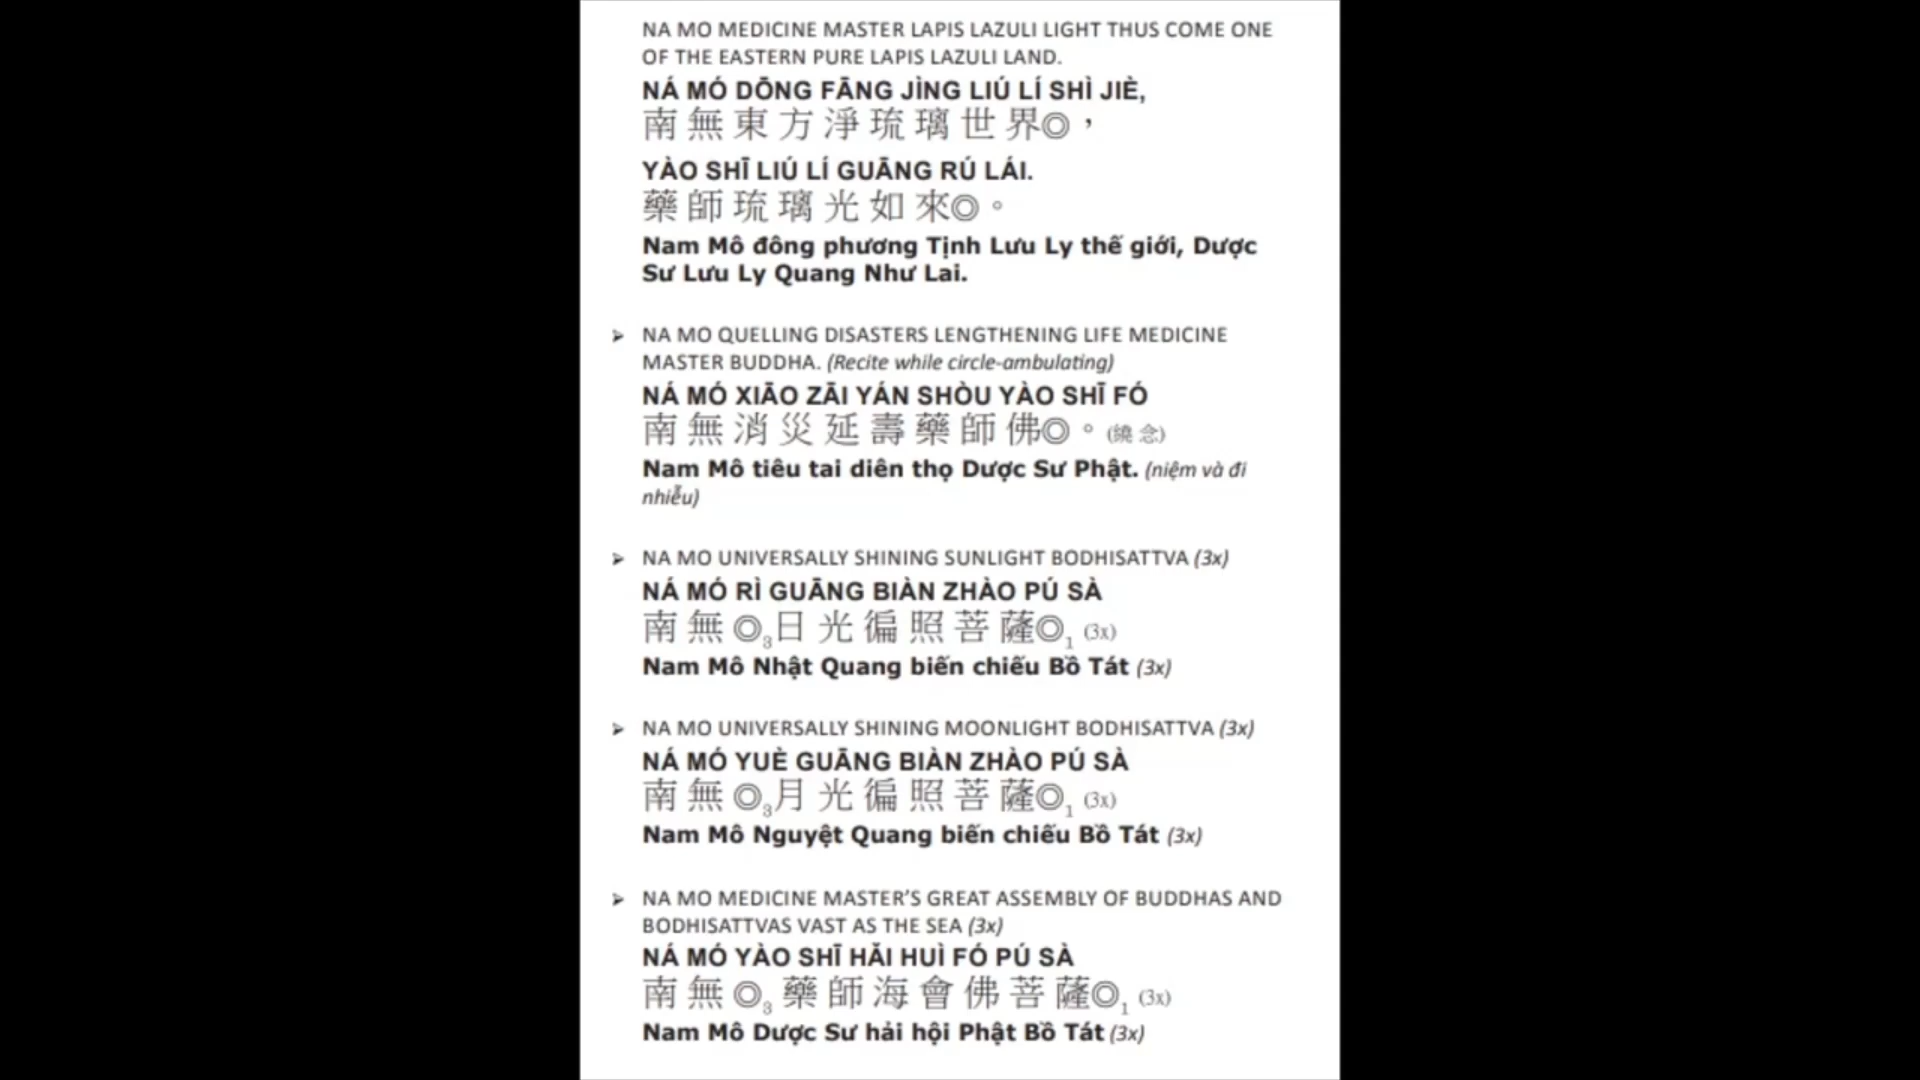 NA MO MEDICINE MASTER LAPIS LAZULI LIGHT THUS COME ONE
OF THE EASTERN PURE LAPIS LAZULI LAND.
NÁ MÓ DŌNG FĀNG JÌNG LIÚ LÍ SHÌ JIÈ,
南無東方淨琉璃世界◎，
YÀO SHĪ LIÚ LÍ GUĀNG RÚ LÁI.
藥師琉璃光如來◎。
Nam Mô đông phương Tịnh Lưu Ly thế giới, Dược
Sư Lưu Ly Quang Như Lai.
➢ NA MO QUELLING DISASTERS LENGTHENING LIFE MEDICINE
MASTER BUDDHA. (Recite while circle-ambulating)
NÁ MÓ XIĀO ZĀI YÁN SHÒU YÀO SHĪ FÓ
南無消災延壽藥師佛◎。(繞念)
Nam Mô tiêu tai diên thọ Dược Sư Phật. (niệm và đi
nhiễu)
➢ NA MO UNIVERSALLY SHINING SUNLIGHT BODHISATTVA (3x)
NÁ MÓ RÌ GUĀNG BIÀN ZHÀO PÚ SÀ
南無◎3日光徧照菩薩◎1 (3x)
Nam Mô Nhật Quang biến chiếu Bồ Tát (3x)
➢ NA MO UNIVERSALLY SHINING MOONLIGHT BODHISATTVA (3x)
NÁ MÓ YUÈ GUĀNG BIÀN ZHÀO PÚ SÀ
南無◎3月光徧照菩薩◎1 (3x)
Nam Mô Nguyệt Quang biến chiếu Bồ Tát (3x)
➢ NA MO MEDICINE MASTER’S GREAT ASSEMBLY OF BUDDHAS AND
BODHISATTVAS VAST AS THE SEA (3x)
NÁ MÓ YÀO SHĪ HǍI HUÌ FÓ PÚ SÀ
南無◎3藥師海會佛菩薩◎1 (3x)
Nam Mô Dược Sư hải hội Phật Bồ Tát (3x)